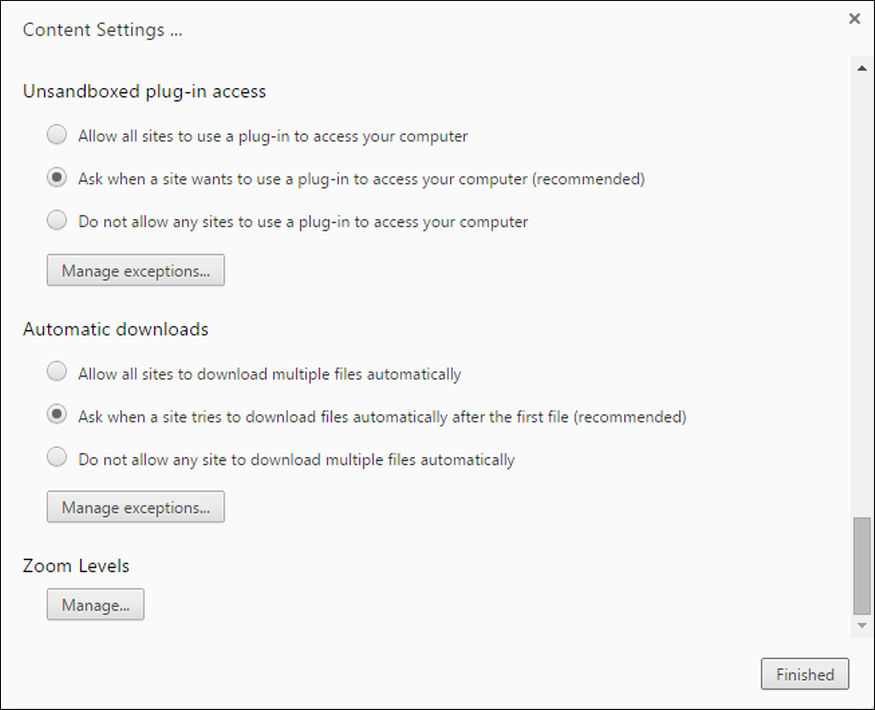 Content Settings ...
Unsandboxed plug-in access
Allow all sites to use a plug-in to access your computer
Ask when a site wants to use a plug-in to access your computer (recommended)
Do not allow any sites to use a plug-in to access your computer
Manage exceptions...
Automatic downloads
Allow all sites to download multiple files automatically
Ask when a site tries to download files automatically after the first file (recommended)
Do not allow any site to download multiple files automatically
Manage exceptions...
Zoom Levels
Manage...
Finished